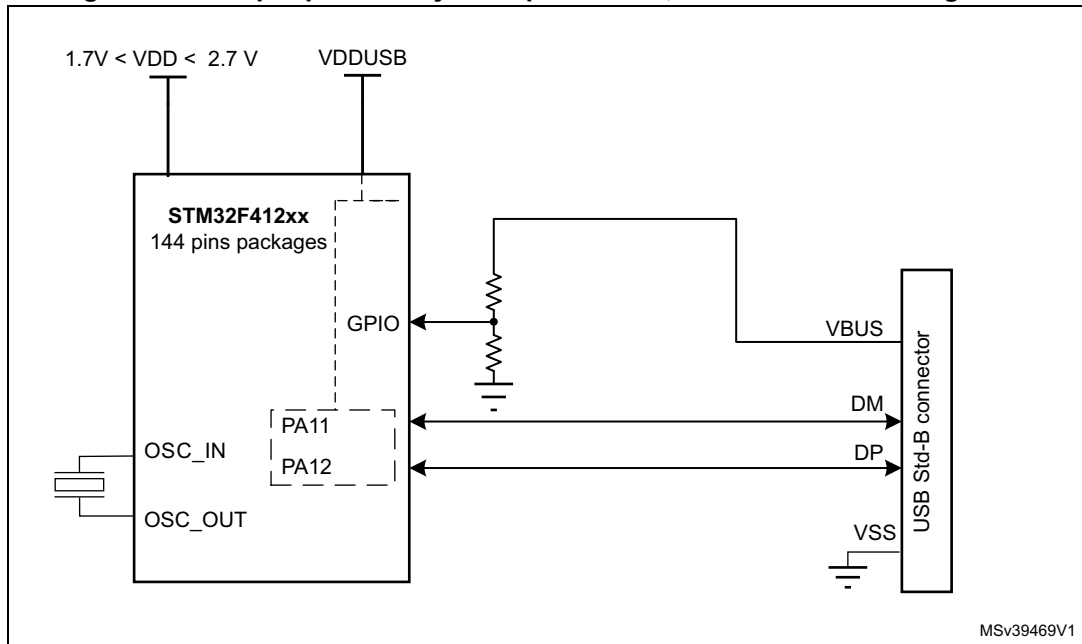 1.7V < VDD < 2.7 V
VDDUSB
STM32F412xx
144 pins packages
GPIO
VBUS
DM
PA11
DP
OSC_IN
PA12
OSC_OUT
VSS
USB Std-B connector
MSv39469V1